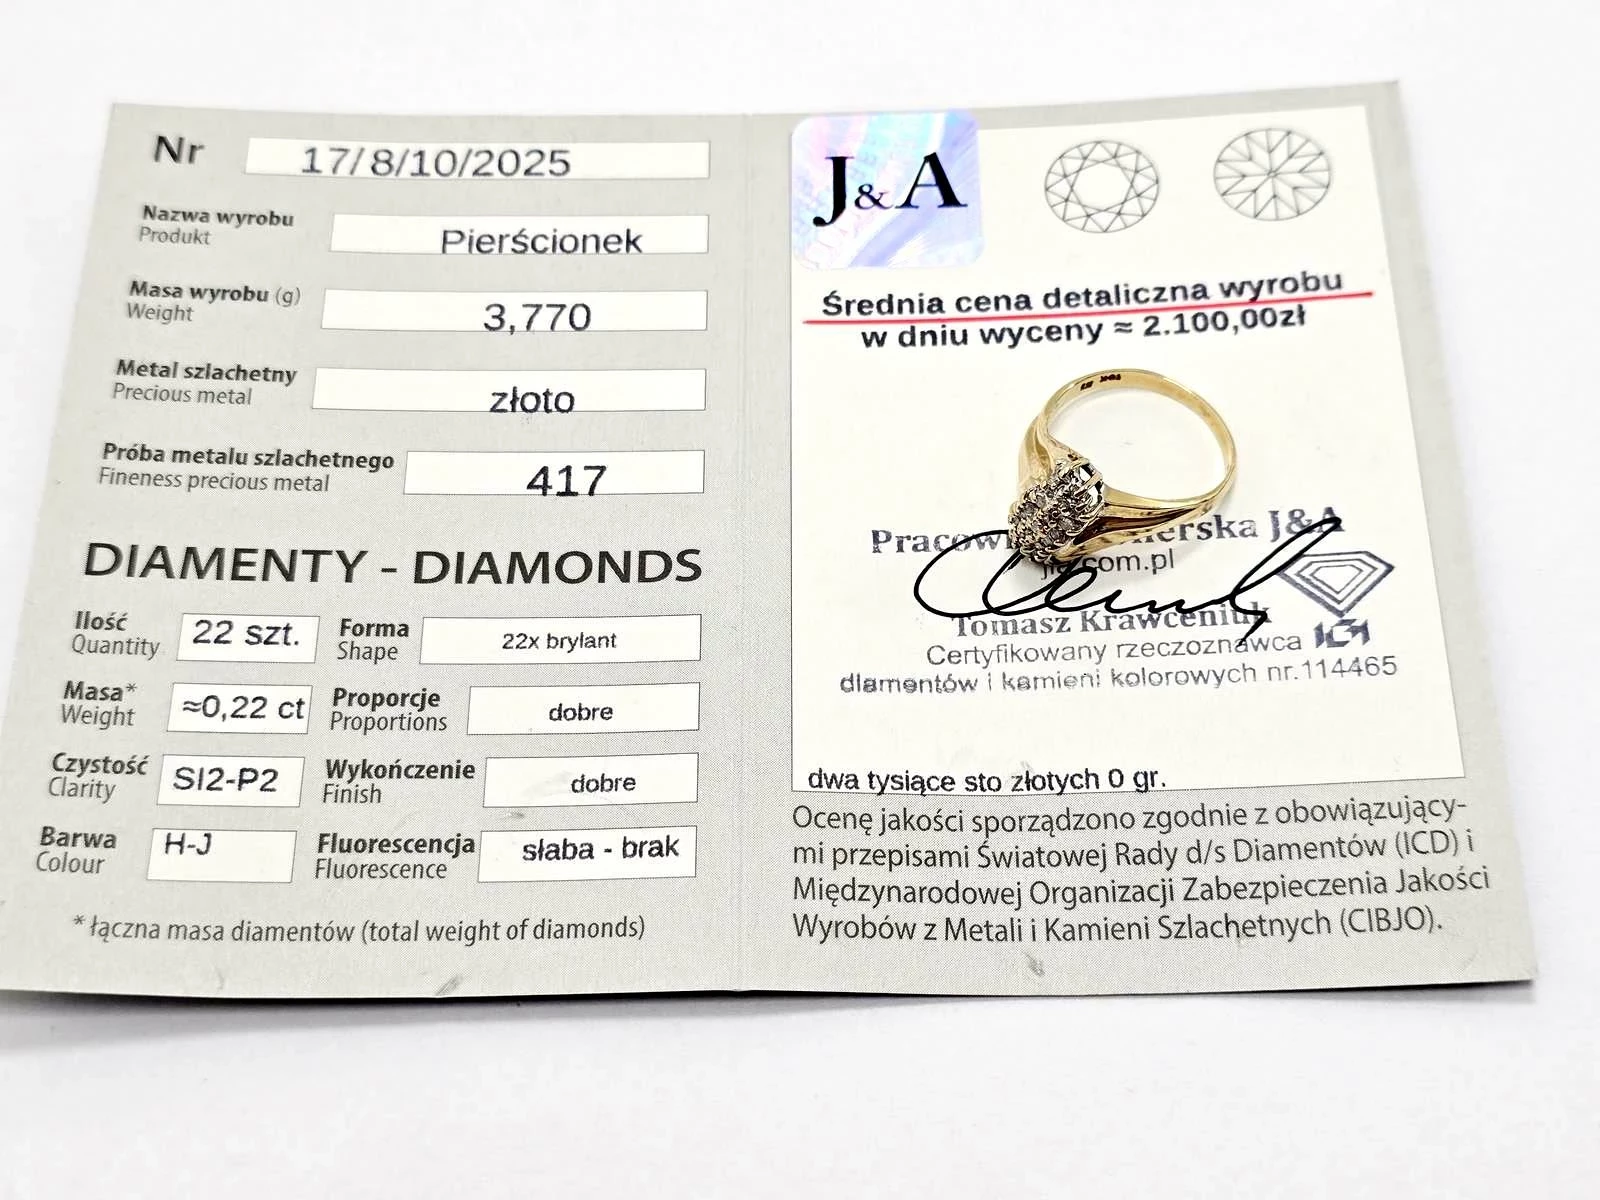 Nr 17/8/10/2025
Nazwa wyrobu Pierścionek
Produkt
Masa wyrobu (g) 3,770
Weight
Metal szlachetny złoto
Precious metal
Próba metalu szlachetnego 417
Fineness precious metal
DIAMENTY - DIAMONDS
Ilość 22 szt. Forma 22x brylant
Quantity Shape
Masa* ≈0,22 ct Proporcje dobre
Weight Proportions
Czystość SI2-P2 Wykończenie dobre
Clarity Finish
Barwa H-J Fluorescencja słaba - brak
Colour Fluorescence
* łączna masa diamentów (total weight of diamonds)
J&A
Średnia cena detaliczna wyrobu
w dniu wyceny ≈ 2.100,00zł
J&A
com.pl
Tomasz Krawceniuk
Certyfikowany rzeczoznawca
diamentów i kamieni kolorowych nr.114465
dwa tysiące sto złotych 0 gr.
Ocenę jakości sporządzono zgodnie z obowiązujący-
mi przepisami Światowej Rady d/s Diamentów (ICD) i
Międzynarodowej Organizacji Zabezpieczenia Jakości
Wyrobów z Metali i Kamieni Szlachetnych (CIBJO).